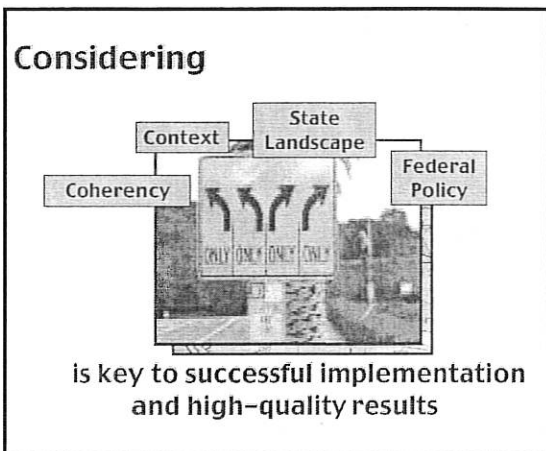 Considering
State
Landscape
Context
Federal
Policy
Coherency
ONLY ONLY ONLY ONLY
is key to successful implementation
and high-quality results